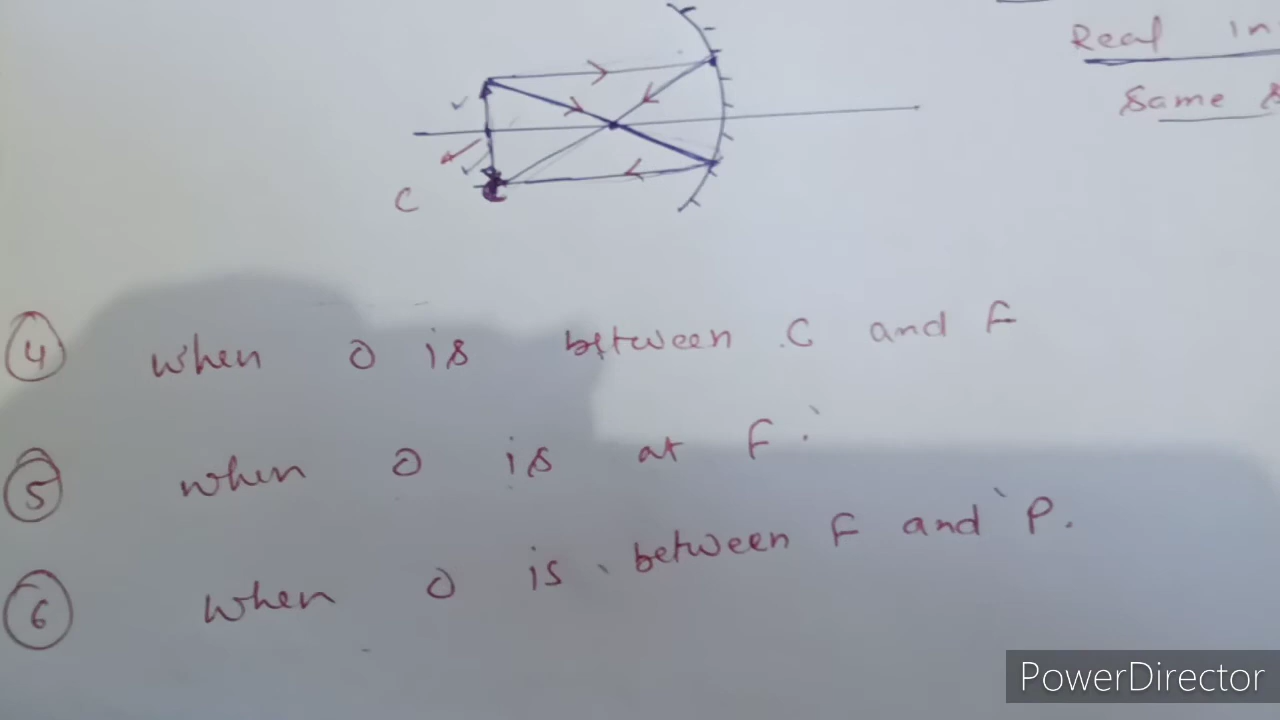 Real in
Same
C
4 when O is between C and F
5 when O is at F.
6 when O is between F and P.
PowerDirector